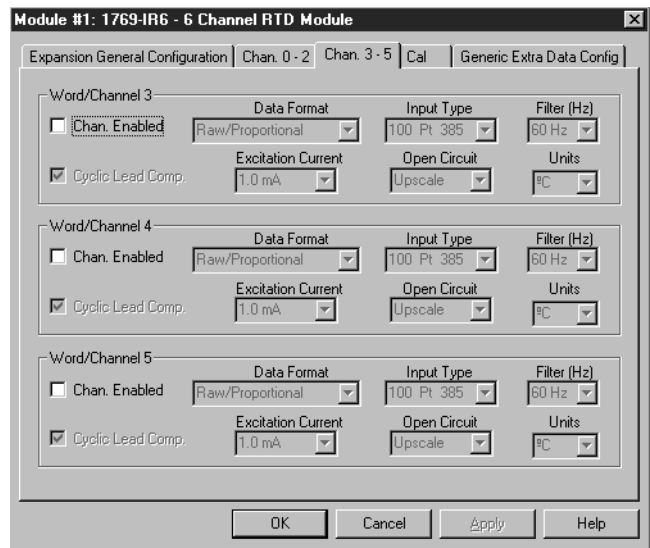 Module #1: 1769-IR6 - 6 Channel RTD Module
Expansion General Configuration Chan. 0 - 2 Chan. 3 - 5 Cal Generic Extra Data Config
Word/Channel 3
Data Format Input Type Filter (Hz)
Chan. Enabled Raw/Proportional 100 Pt 385 60 Hz
Excitation Current Open Circuit Units
Cyclic Lead Comp. 1.0 mA Upscale ºC
Word/Channel 4
Data Format Input Type Filter (Hz)
Chan. Enabled Raw/Proportional 100 Pt 385 60 Hz
Excitation Current Open Circuit Units
Cyclic Lead Comp. 1.0 mA Upscale ºC
Word/Channel 5
Data Format Input Type Filter (Hz)
Chan. Enabled Raw/Proportional 100 Pt 385 60 Hz
Excitation Current Open Circuit Units
Cyclic Lead Comp. 1.0 mA Upscale ºC
OK Cancel Apply Help